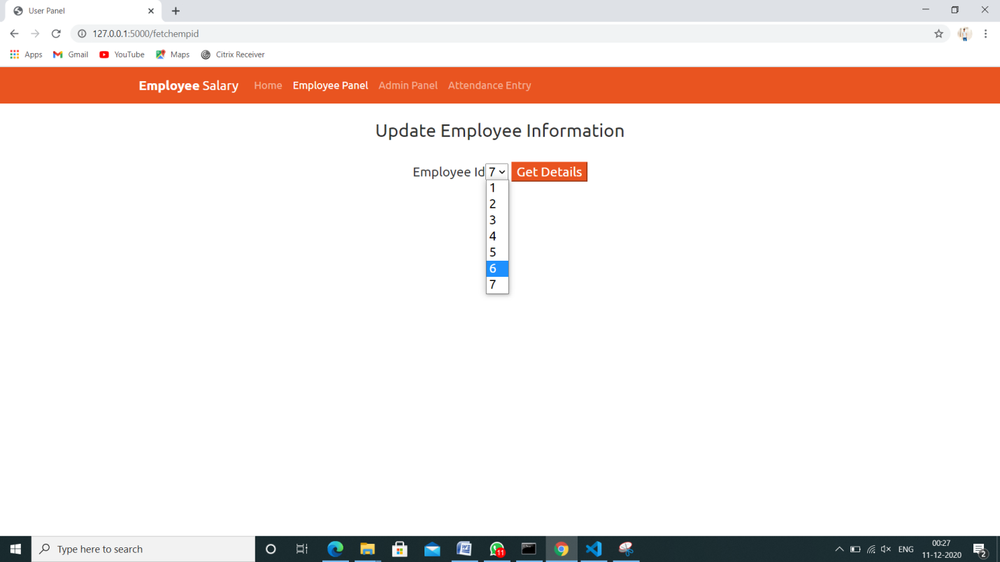 User Panel
127.0.0.1:5000/fetchempid
Apps Gmail YouTube Maps Citrix Receiver
Employee Salary Home Employee Panel Admin Panel Attendance Entry
Update Employee Information
Employee Id 7 Get Details
1
2
3
4
5
6
7
Type here to search 11 ENG 00:27
11-12-2020 2